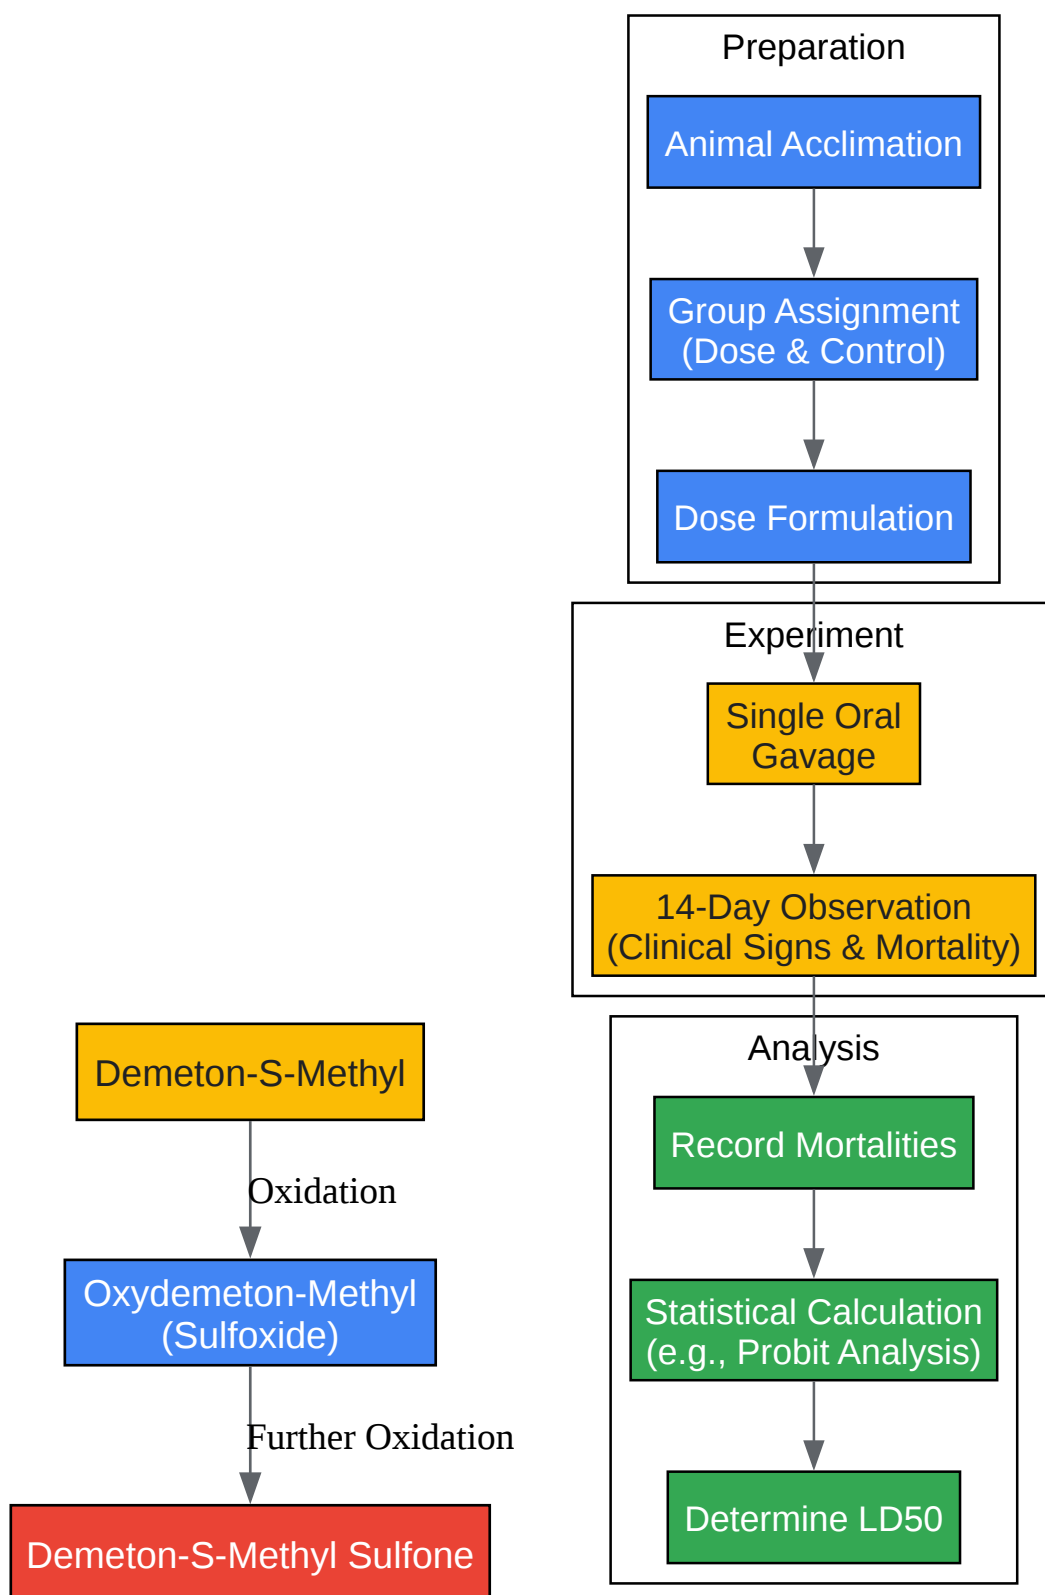 Preparation
Animal Acclimation
Group Assignment
(Dose & Control)
Dose Formulation
Experiment
Single Oral
Gavage
14-Day Observation
(Clinical Signs & Mortality)
Analysis
Record Mortalities
Statistical Calculation
(e.g., Probit Analysis)
Determine LD50
Demeton-S-Methyl
Oxidation
Oxydemeton-Methyl
(Sulfoxide)
Further Oxidation
Demeton-S-Methyl Sulfone